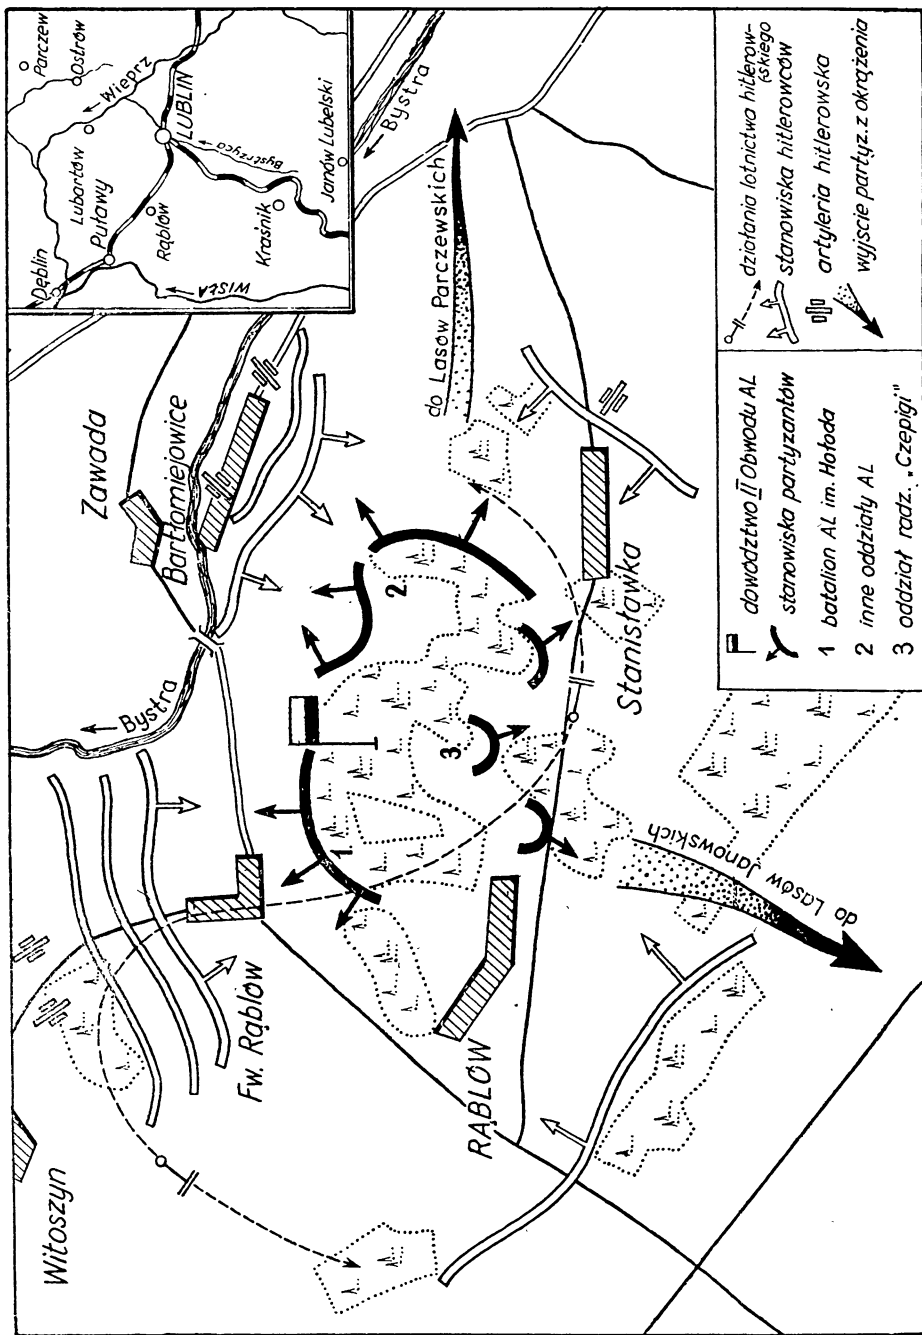 Witoszyn
Fw. Rąblów
RĄBLÓW
Zawada
Bartłomiejowice
Bystra
Stanisławka
do Lasów Parczewskich
do Lasów Janowskich
Bystra
1
2
3
Dęblin
Puławy
Lubartów
Parczew
Ostrów
Wieprz
LUBLIN
Rąblów
WISŁA
Kraśnik
Bystrzyca
Janów Lubelski
dowództwo II Obwodu AL
stanowiska partyzantów
1 batalion AL im. Hołoda
2 inne oddziały AL
3 oddział radz. „Czepigi"
działania lotnictwa hitlerow-
(skiego
stanowiska hitlerowców
artyleria hitlerowska
wyjscie partyz. z okrążenia